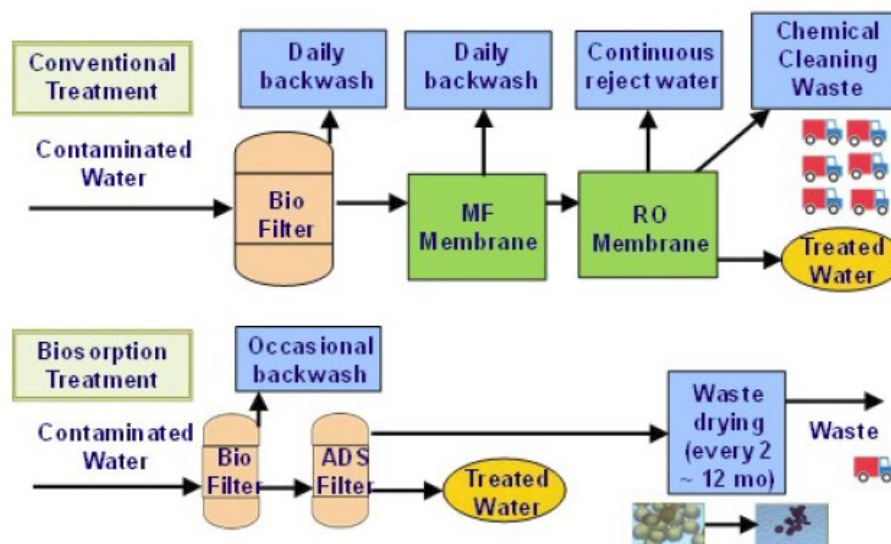 Conventional
Treatment
Daily
backwash
Daily
backwash
Continuous
reject water
Chemical
Cleaning
Waste
Contaminated
Water
Bio
Filter
MF
Membrane
RO
Membrane
Treated
Water
Biosorption
Treatment
Occasional
backwash
Contaminated
Water
Bio
Filter
ADS
Filter
Treated
Water
Waste
drying
(every 2
~ 12 mo)
Waste